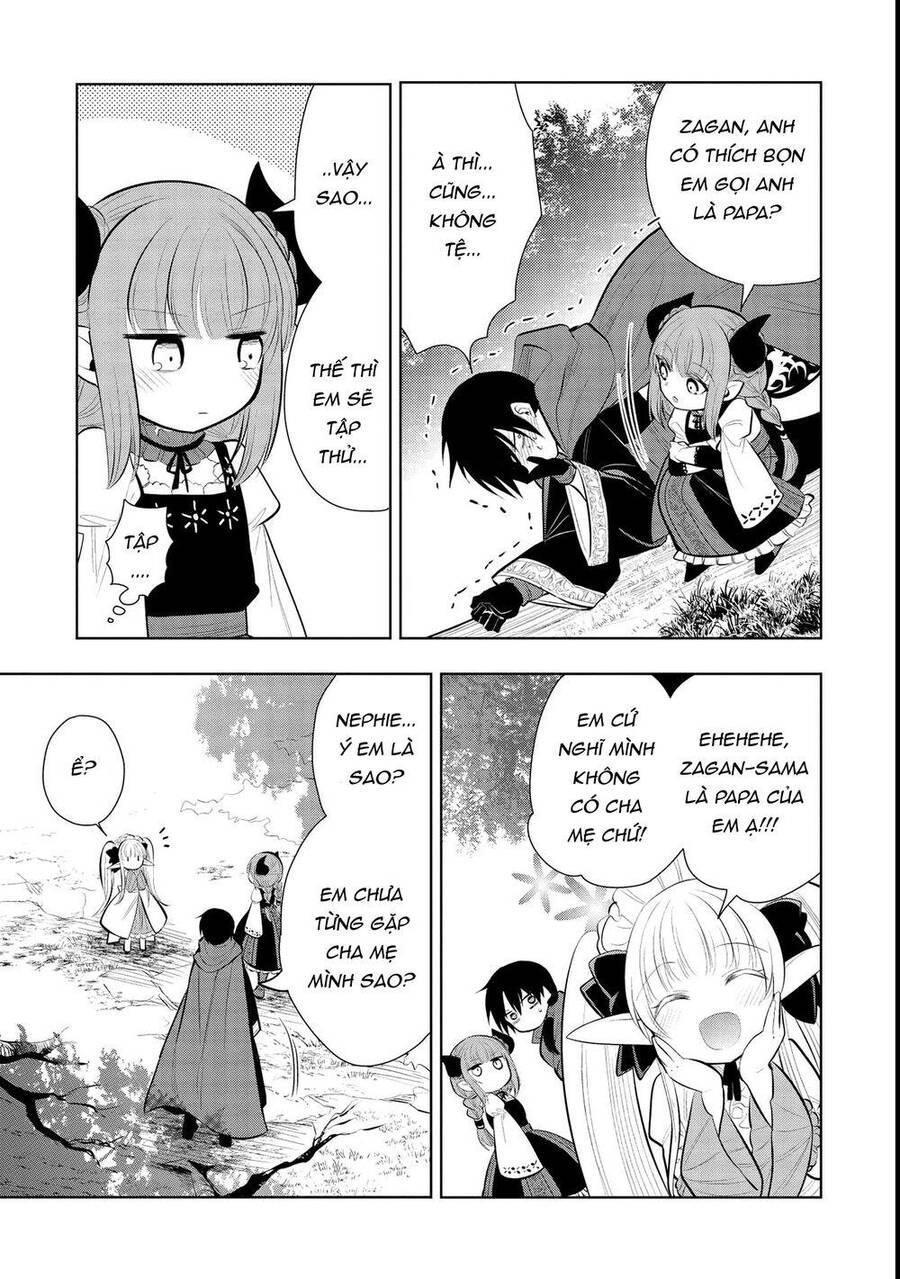 ZAGAN, ANH
CÓ THÍCH BỌN
EM GỌI ANH
LÀ PAPA?
À THÌ...
CŨNG...
KHÔNG
TỆ...
..VẬY
SAO...
THẾ THÌ
EM SẼ
TẬP
THỬ...
TẬP
....
EHEHEHE,
ZAGAN-SAMA
LÀ PAPA CỦA
EM Ạ!!!
EM CỨ
NGHĨ MÌNH
KHÔNG
CÓ CHA
MẸ CHỨ!
NEPHIE...
Ý EM LÀ
SAO?
EM CHƯA
TỪNG GẶP
CHA MẸ
MÌNH SAO?
Ể?